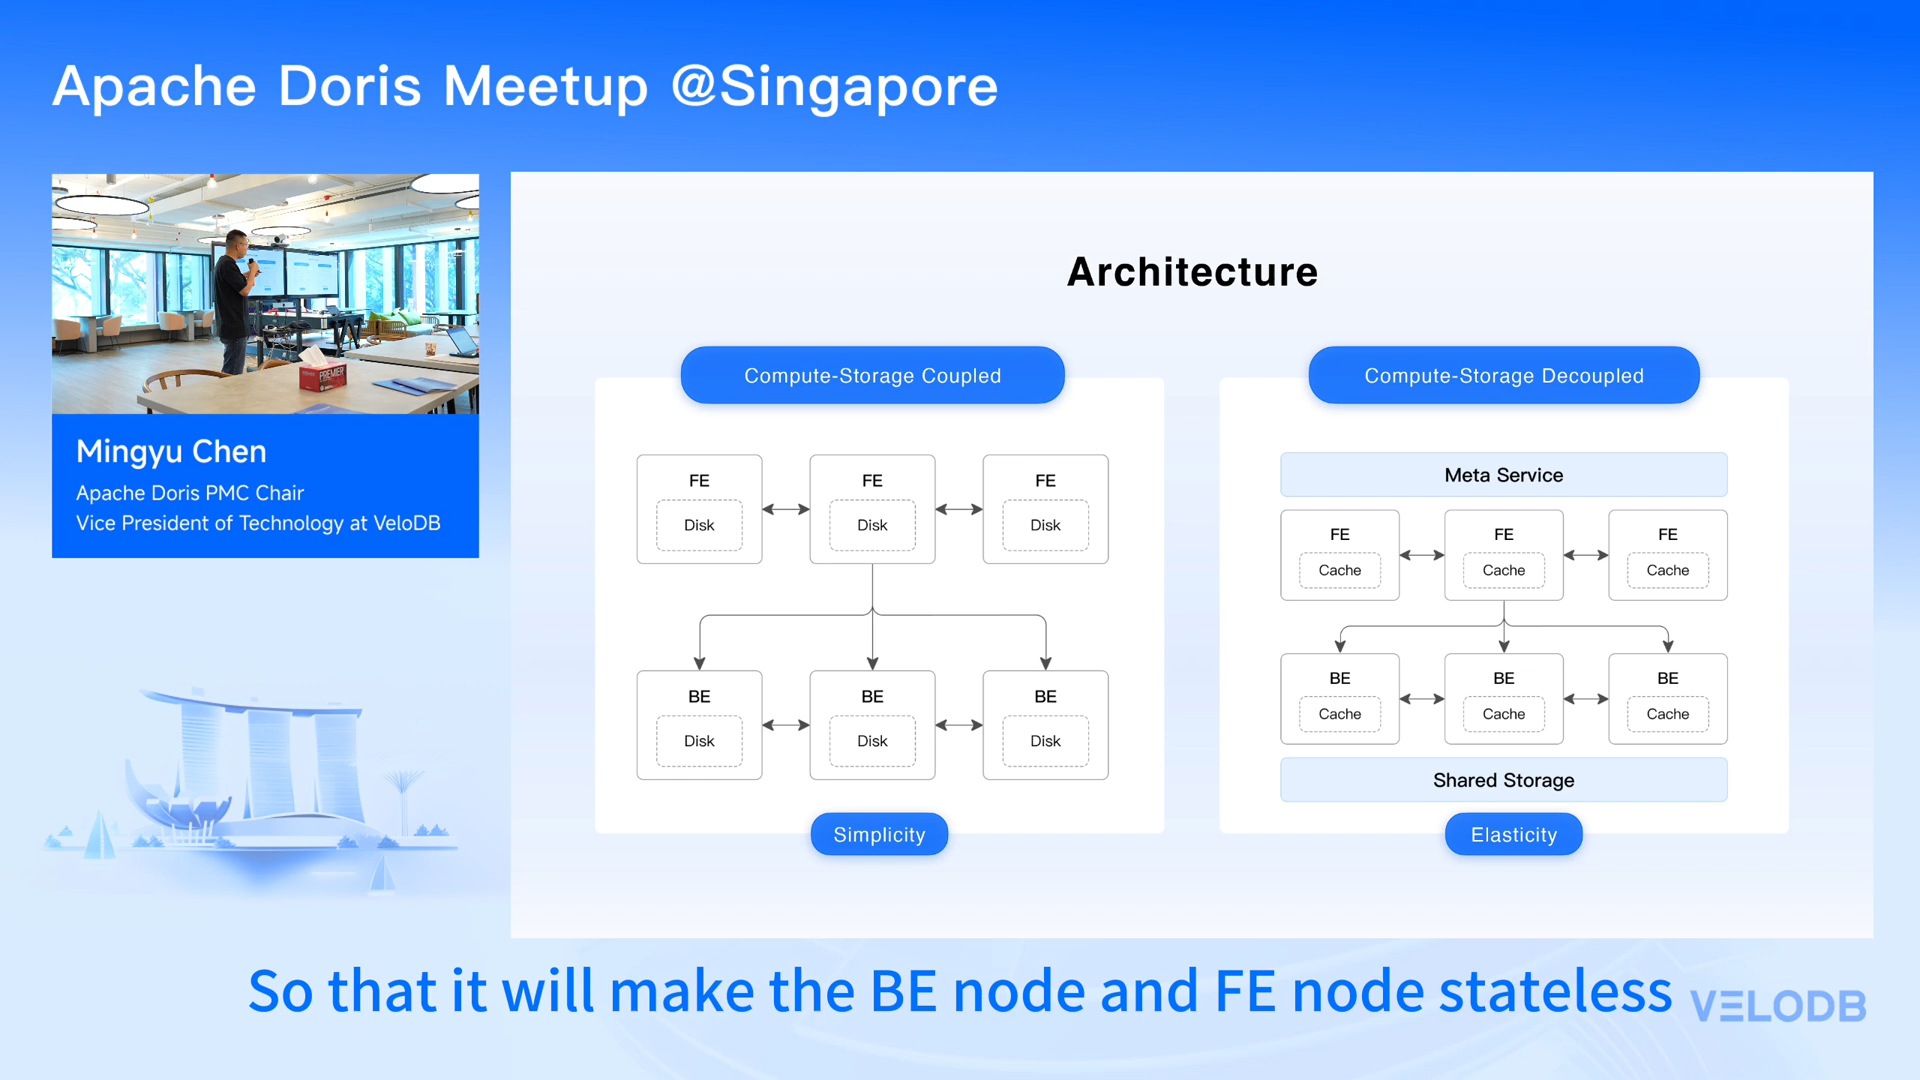 Apache Doris Meetup @Singapore
PREMIER
Mingyu Chen
Apache Doris PMC Chair
Vice President of Technology at VeloDB
Architecture
Compute-Storage Coupled
FE
Disk
FE
Disk
FE
Disk
BE
Disk
BE
Disk
BE
Disk
Simplicity
Compute-Storage Decoupled
Meta Service
FE
Cache
FE
Cache
FE
Cache
BE
Cache
BE
Cache
BE
Cache
Shared Storage
Elasticity
So that it will make the BE node and FE node stateless
VELODB